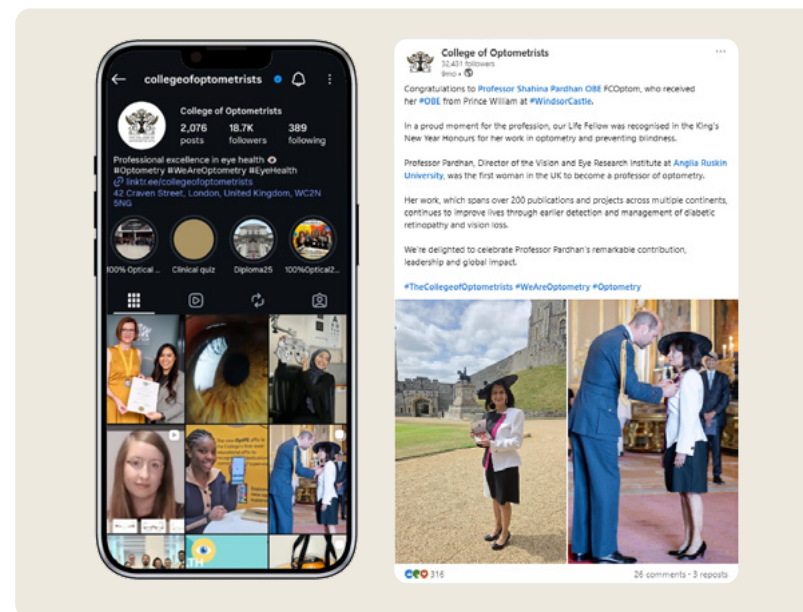 collegeofoptometrists
College of Optometrists
2,076 18.7K 389
posts followers following
Professional excellence in eye health
#Optometry #WeAreOptometry #EyeHealth
linktr.ee/collegeofoptometrists
42 Craven Street, London, United Kingdom, WC2N
5NG
100% Optical ... Clinical quiz Diploma25 100%Optical2...
College of Optometrists
32,431 followers
9mo •
Congratulations to Professor Shahina Pardhan OBE FCOptom, who received
her #OBE from Prince William at #WindsorCastle.
In a proud moment for the profession, our Life Fellow was recognised in the King's
New Year Honours for her work in optometry and preventing blindness.
Professor Pardhan, Director of the Vision and Eye Research Institute at Anglia Ruskin
University, was the first woman in the UK to become a professor of optometry.
Her work, which spans over 200 publications and projects across multiple continents,
continues to improve lives through earlier detection and management of diabetic
retinopathy and vision loss.
We're delighted to celebrate Professor Pardhan's remarkable contribution,
leadership and global impact.
#TheCollegeofOptometrists #WeAreOptometry #Optometry
316
26 comments • 3 reposts